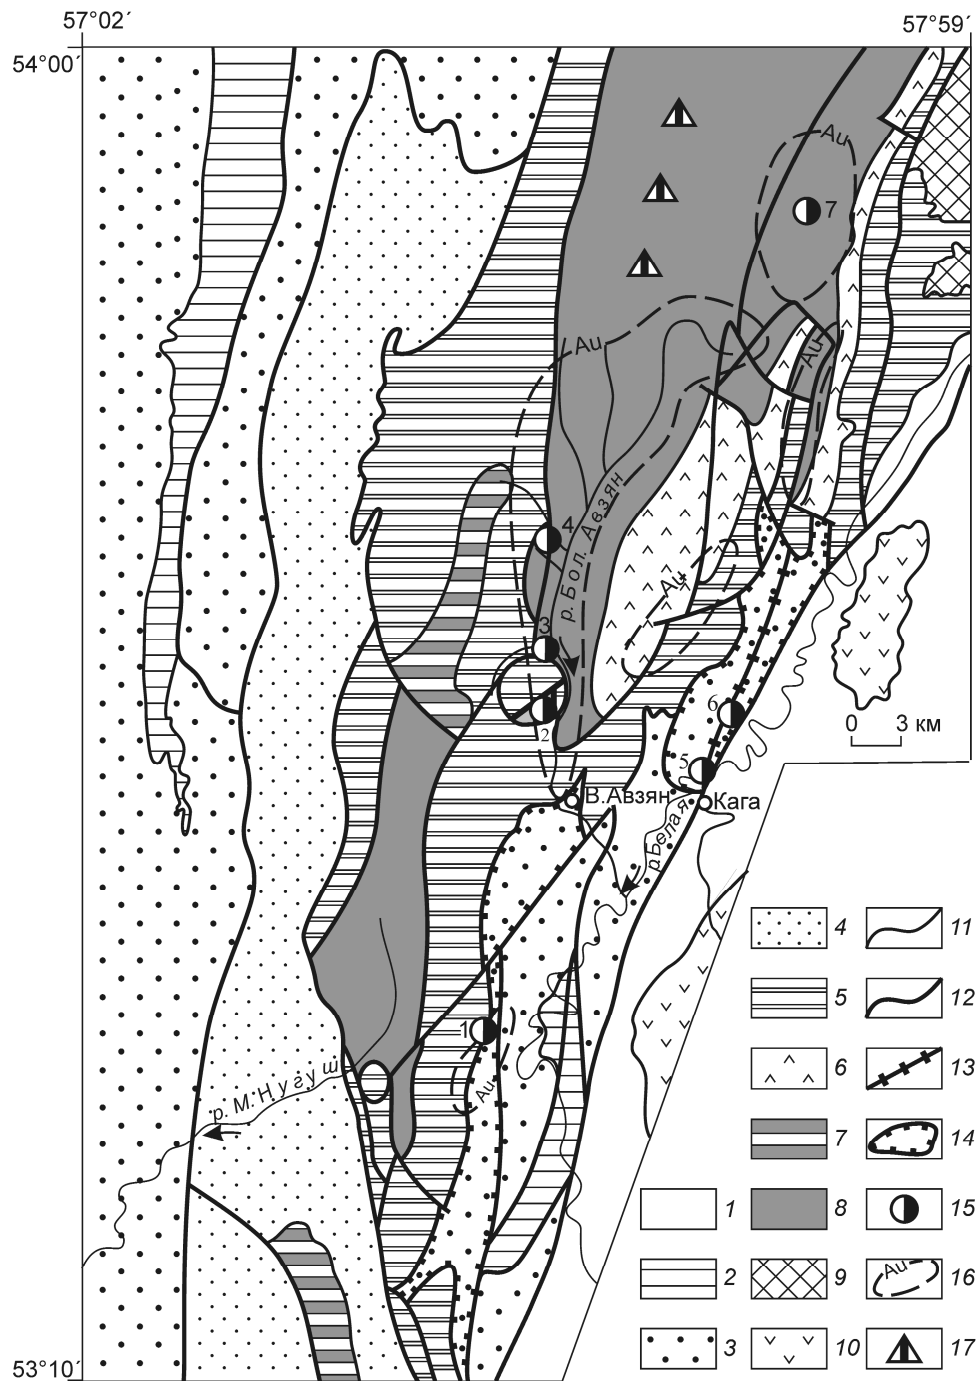 57°02´
57°59´
54°00´
Au
7
Au
Au
4
р. Бол. Авзян
Au
3
2
6
0 3 км
5
В.Авзян
Кага
р.Белая
1
Au
р. М. Нугуш
4 11
5 12
6 13
7 14
1 8 15
2 9 Au 16
3 10 17
53°10´